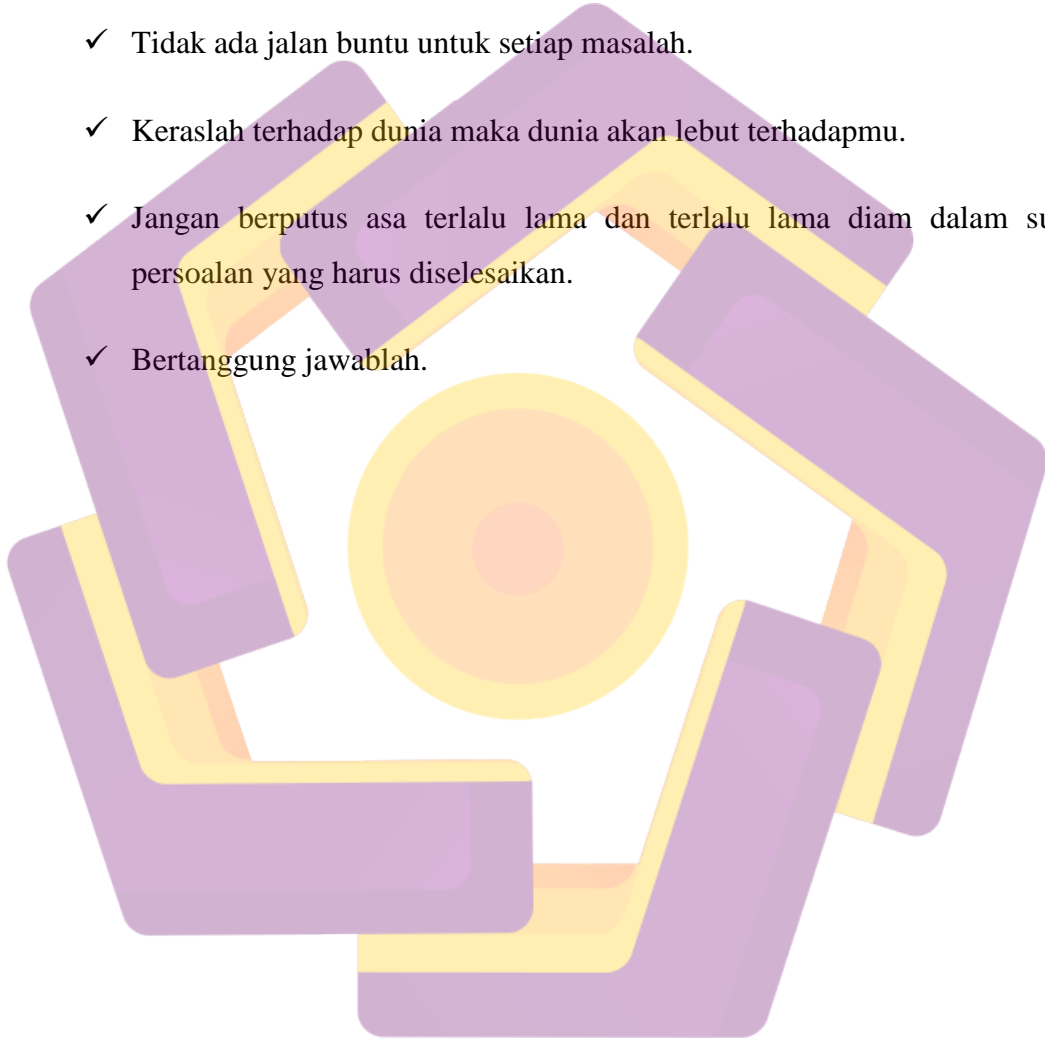 ✓ Tidak ada jalan buntu untuk setiap masalah.
✓ Keraslah terhadap dunia maka dunia akan lebut terhadapmu.
✓ Jangan berputus asa terlalu lama dan terlalu lama diam dalam
persoalan yang harus diselesaikan.
✓ Bertanggung jawablah.